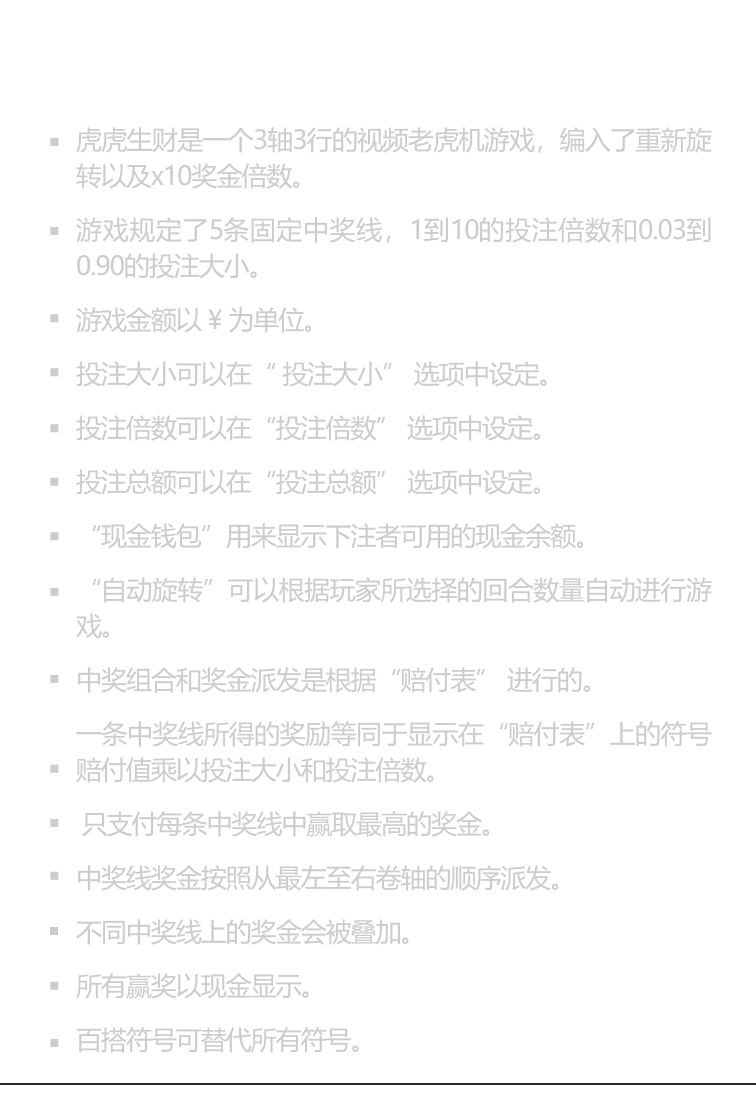 ▪ 虎虎生财是一个3轴3行的视频老虎机游戏，编入了重新旋
转以及x10奖金倍数。
▪ 游戏规定了5条固定中奖线，1到10的投注倍数和0.03到
0.90的投注大小。
▪ 游戏金额以 ¥ 为单位。
▪ 投注大小可以在“ 投注大小” 选项中设定。
▪ 投注倍数可以在“投注倍数” 选项中设定。
▪ 投注总额可以在“投注总额” 选项中设定。
▪ “现金钱包”用来显示下注者可用的现金余额。
▪ “自动旋转”可以根据玩家所选择的回合数量自动进行游
戏。
▪ 中奖组合和奖金派发是根据“赔付表” 进行的。
一条中奖线所得的奖励等同于显示在“赔付表”上的符号
▪ 赔付值乘以投注大小和投注倍数。
▪ 只支付每条中奖线中赢取最高的奖金。
▪ 中奖线奖金按照从最左至右卷轴的顺序派发。
▪ 不同中奖线上的奖金会被叠加。
▪ 所有赢奖以现金显示。
▪ 百搭符号可替代所有符号。